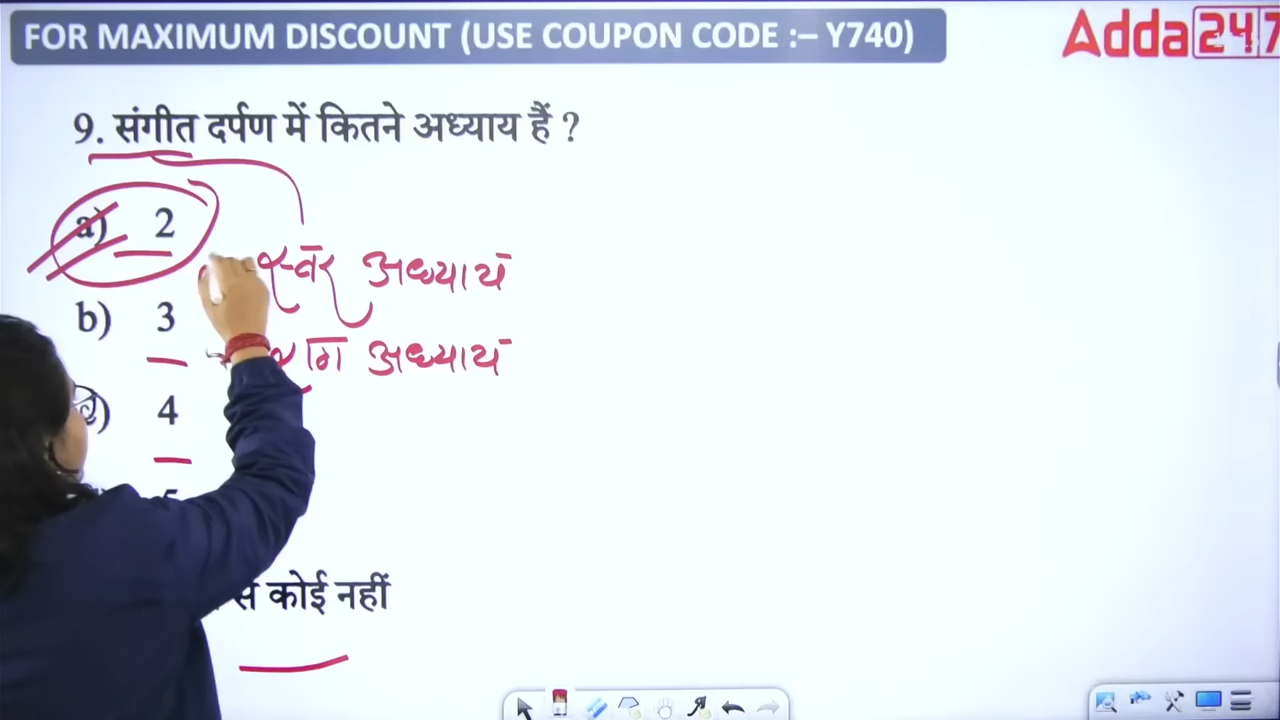 FOR MAXIMUM DISCOUNT (USE COUPON CODE :– Y740)
Adda247
9. संगीत दर्पण में कितने अध्याय हैं ?
a) 2
स्वर अध्याय
b) 3
राग अध्याय
4
से कोई नहीं